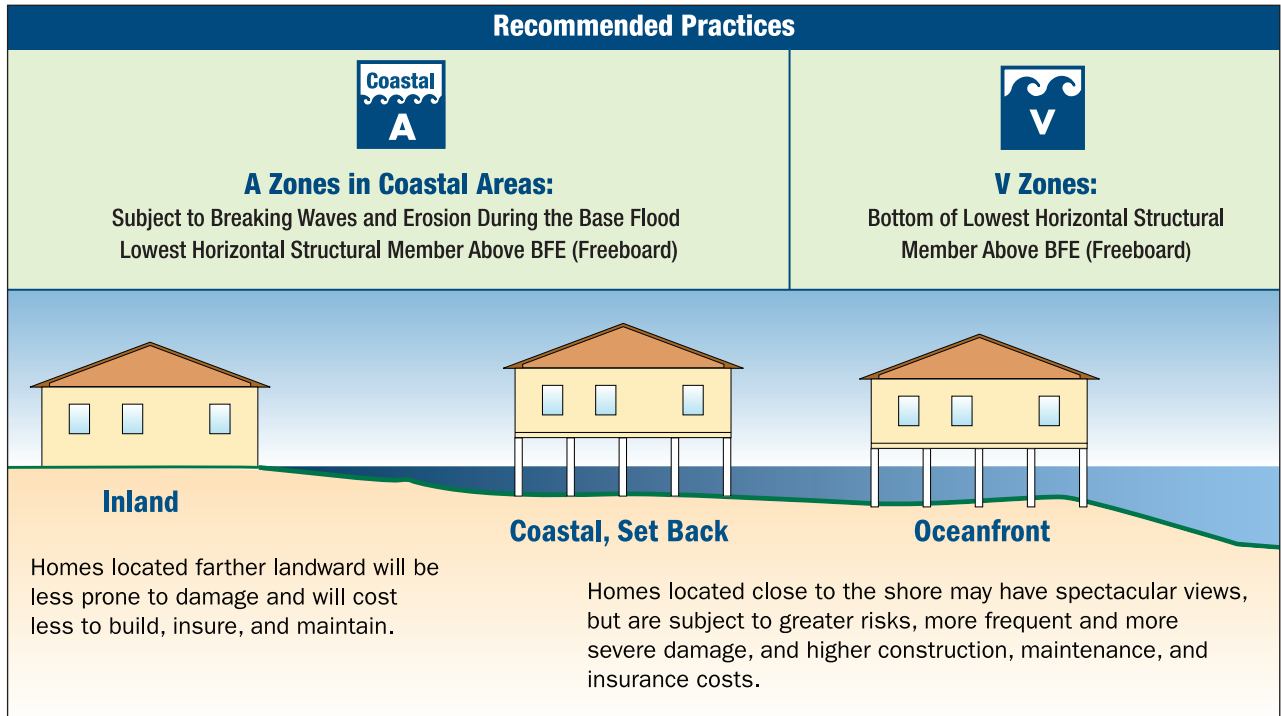 Recommended Practices
Coastal
A
A Zones in Coastal Areas:
Subject to Breaking Waves and Erosion During the Base Flood
Lowest Horizontal Structural Member Above BFE (Freeboard)
V
V Zones:
Bottom of Lowest Horizontal Structural
Member Above BFE (Freeboard)
Inland
Homes located farther landward will be
less prone to damage and will cost
less to build, insure, and maintain.
Coastal, Set Back
Oceanfront
Homes located close to the shore may have spectacular views,
but are subject to greater risks, more frequent and more
severe damage, and higher construction, maintenance, and
insurance costs.